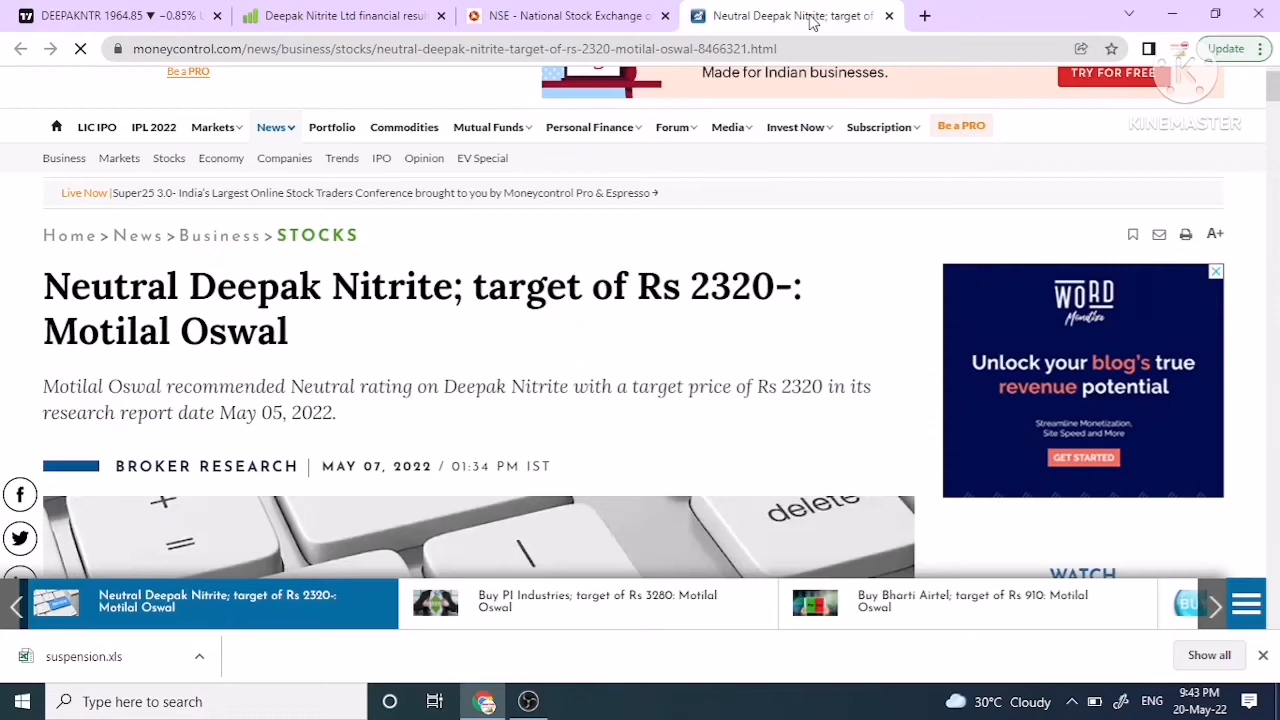 DEEPAKNTR 1964.85 ▼ −0.85%
Deepak Nitrite Ltd financial resul
NSE - National Stock Exchange o
Neutral Deepak Nitrite; target of
moneycontrol.com/news/business/stocks/neutral-deepak-nitrite-target-of-rs-2320-motilal-oswal-8466321.html
Update
Be a PRO
Made for Indian businesses.
TRY FOR FREE
KINEMASTER
LIC IPO IPL 2022 Markets News Portfolio Commodities Mutual Funds Personal Finance Forum Media Invest Now Subscription Be a PRO
Business Markets Stocks Economy Companies Trends IPO Opinion EV Special
Live Now | Super25 3.0- India's Largest Online Stock Traders Conference brought to you by Moneycontrol Pro & Espresso
Home > News > Business > STOCKS
A+
Neutral Deepak Nitrite; target of Rs 2320-:
Motilal Oswal
Motilal Oswal recommended Neutral rating on Deepak Nitrite with a target price of Rs 2320 in its
research report date May 05, 2022.
BROKER RESEARCH | MAY 07, 2022 / 01:34 PM IST
WORD
Unlock your blog's true
revenue potential
Streamline Monetization,
Site Speed and More
GET STARTED
delete
WATCH
Neutral Deepak Nitrite; target of Rs 2320-:
Motilal Oswal
Buy PI Industries; target of Rs 3280: Motilal
Oswal
Buy Bharti Airtel; target of Rs 910: Motilal
Oswal
BU
suspension.xls
Show all
Type here to search
30°C Cloudy
ENG
9:43 PM
20-May-22